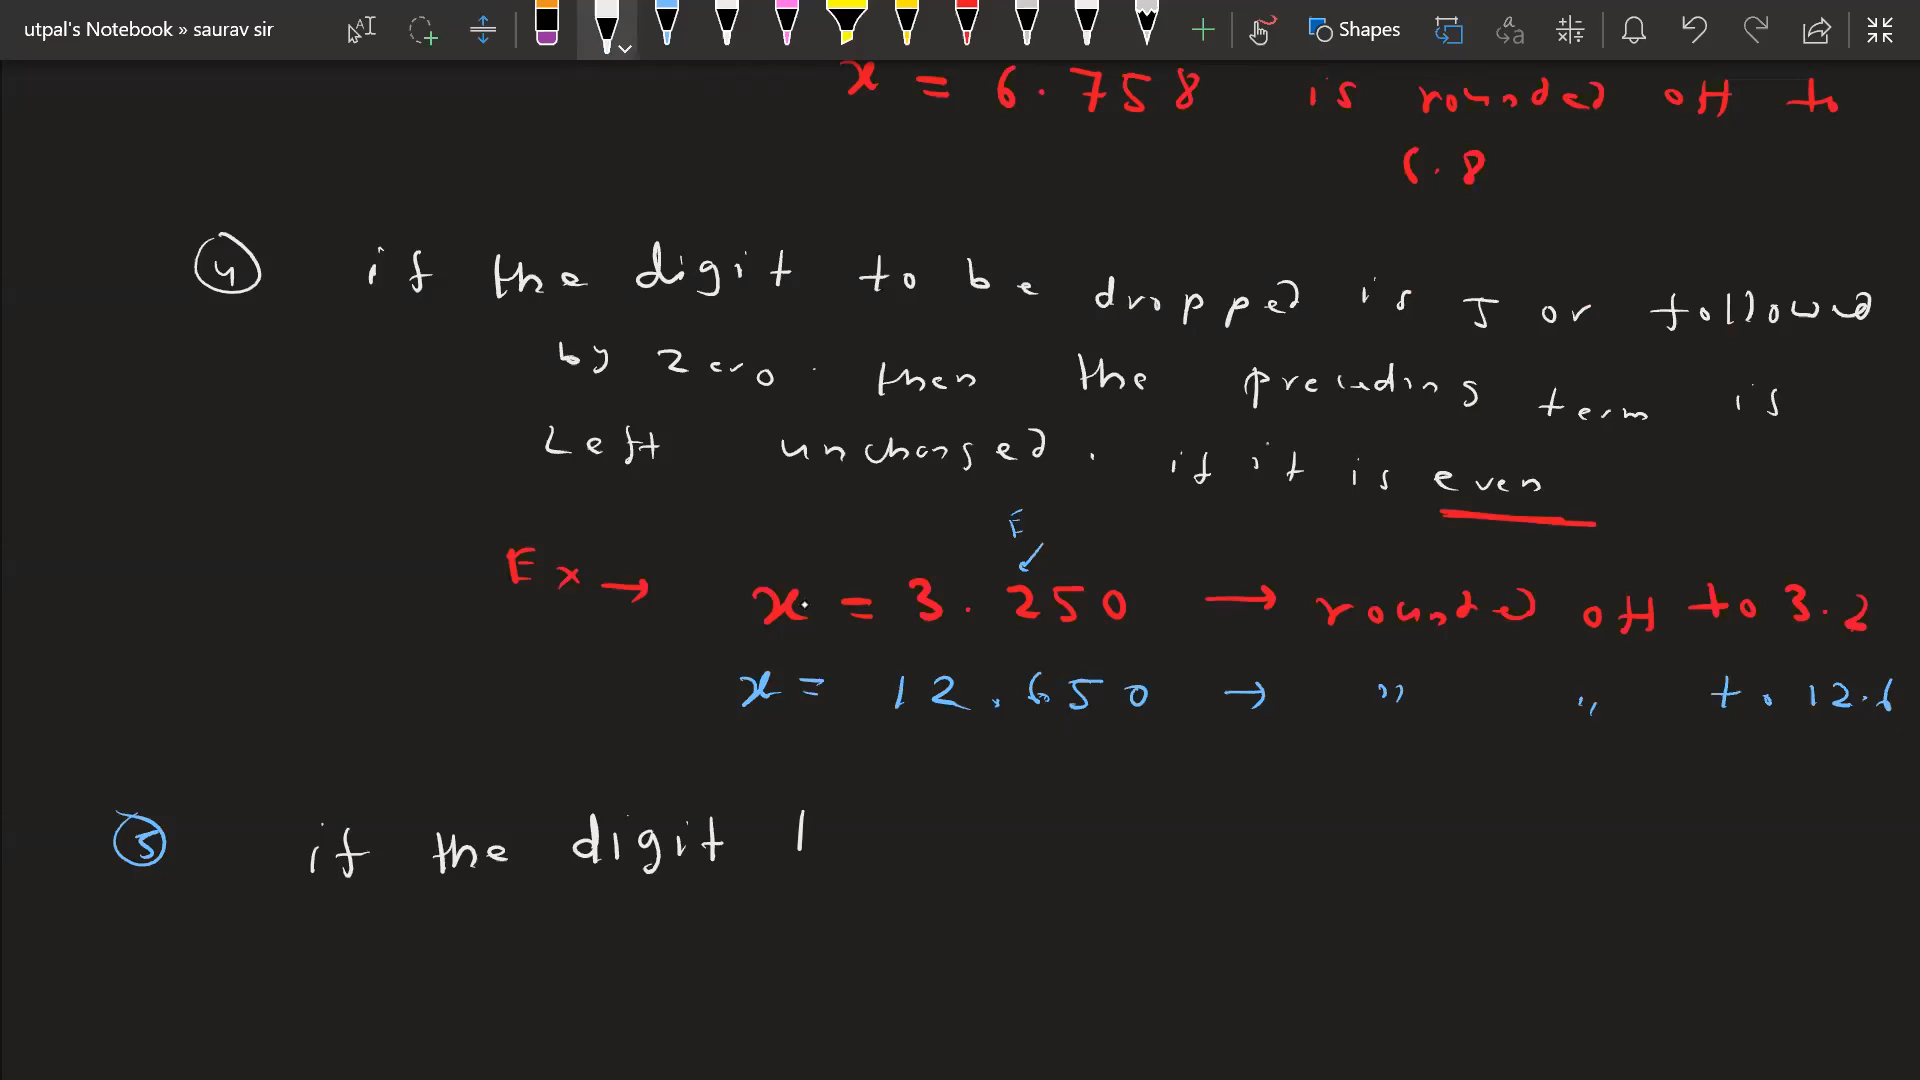 utpal's Notebook » saurav sir
Shapes
x = 6.758 is rounded off to
6.8
④ if the digit to be dropped is 5 or followed
by zero. then the preceding term is
Left unchanged. if it is even
E
Ex → x = 3.250 → rounded off to 3.2
x = 12.650 → " " to 12.6
⑤ if the digit